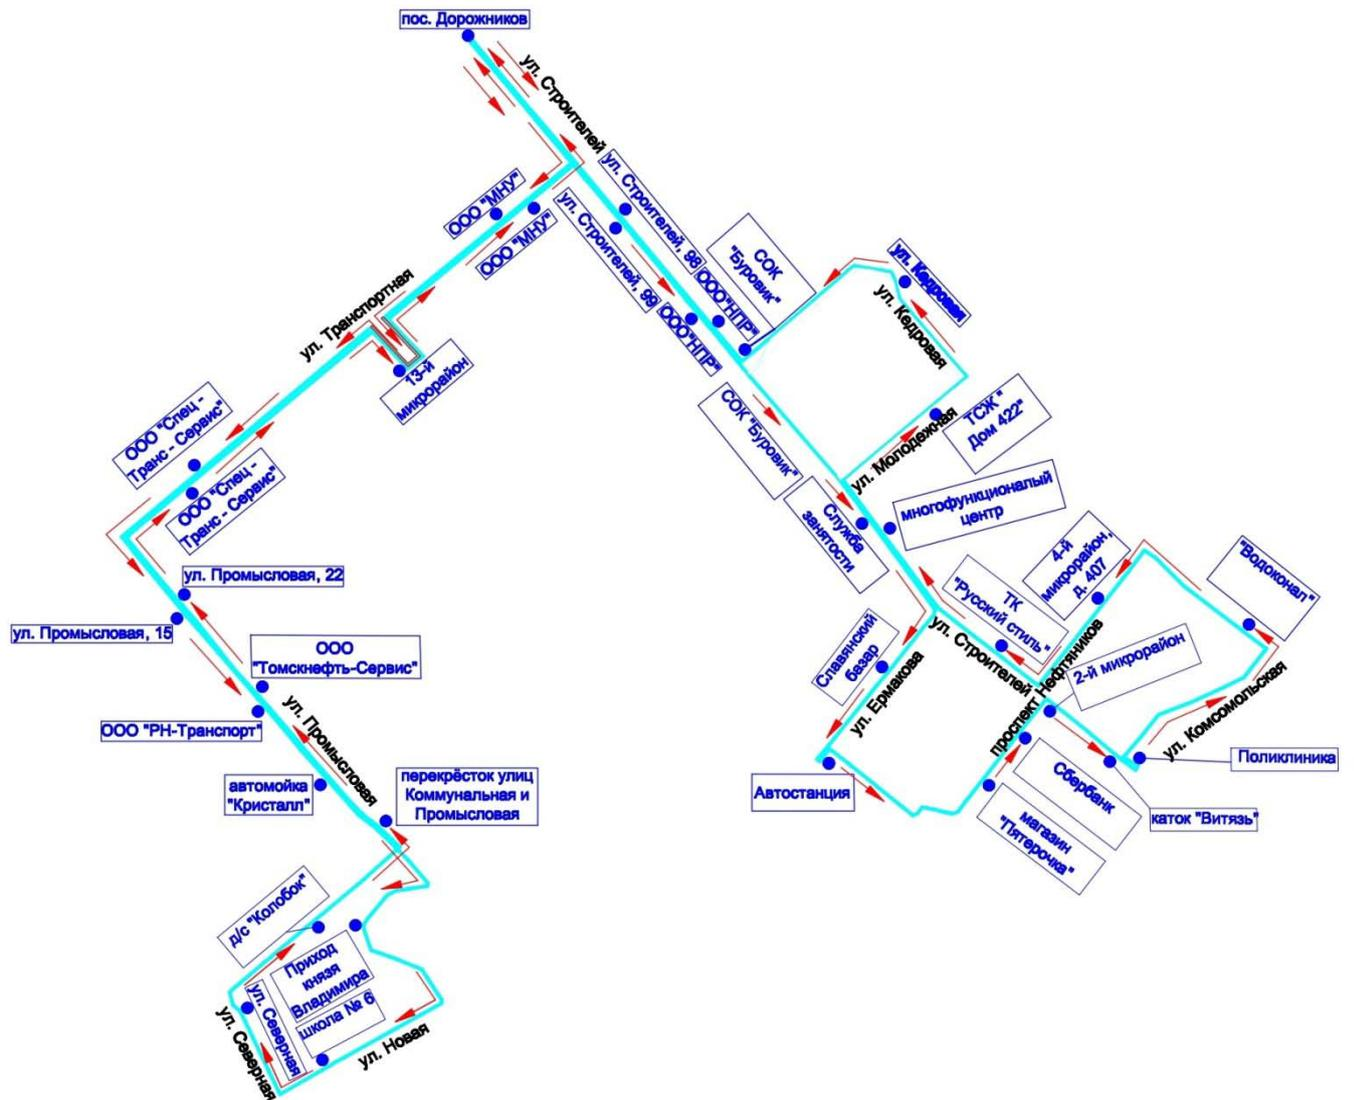 пос. Дорожников
ул. Строителей
ООО "МНУ"
ООО "МНУ"
ул. Строителей, 98
ул. Строителей, 99
ООО"НПР"
ООО"НПР"
СОК
"Буровик"
ул. Кедровая
ул. Кедровая
ул. Транспортная
13-й
микрорайон
СОК "Буровик"
ТСЖ "
Дом 422"
ул. Молодежная
ООО "Спец -
Транс - Сервис"
ООО "Спец -
Транс - Сервис"
многофункционалый
центр
Служба
занятости
4-й
микрорайон,
д. 407
"Водоконал"
ул. Промысловая, 22
ул. Промысловая, 15
ТК
"Русский стиль"
ул. Строителей
Славянский
базар
ул. Ермакова
проспект Нефтяников
2-й микрорайон
ул. Комсомольская
ООО
"Томскнефть-Сервис"
ООО "РН-Транспорт"
ул. Промысловая
Поликлиника
Автостанция
Сбербанк
каток "Витязь"
магазин
"Пятерочка"
автомойка
"Кристалл"
перекрёсток улиц
Коммунальная и
Промысловая
д/с "Колобок"
Приход
князя
Владимира
школа № 6
ул. Северная
ул. Северная
ул. Новая